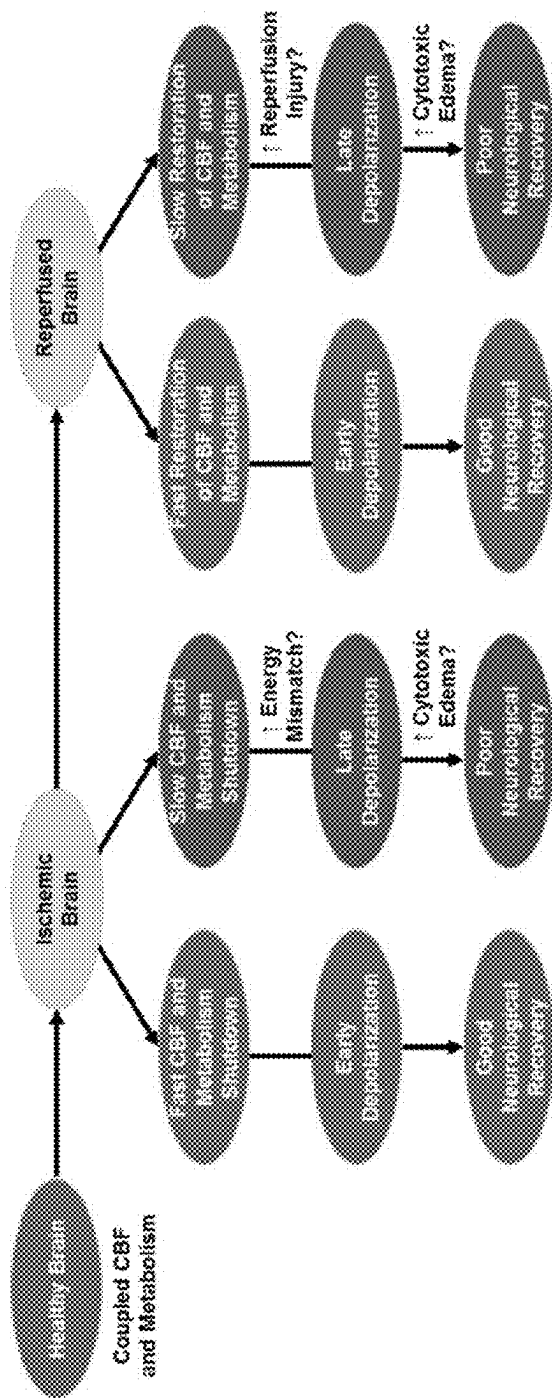 Healthy Brain
Coupled CBF
and Metabolism
Ischemic
Brain
Reperfused
Brain
Fast CBF and
Metabolism
Shutdown
Slow CBF and
Metabolism
Shutdown
Fast Restoration
of CBF and
Metabolism
Slow Restoration
of CBF and
Metabolism
↑ Energy
Mismatch?
↑ Reperfusion
Injury?
Early
Depolarization
Late
Depolarization
Early
Depolarization
Late
Depolarization
↑ Cytotoxic
Edema?
↑ Cytotoxic
Edema?
Good
Neurological
Recovery
Poor
Neurological
Recovery
Good
Neurological
Recovery
Poor
Neurological
Recovery